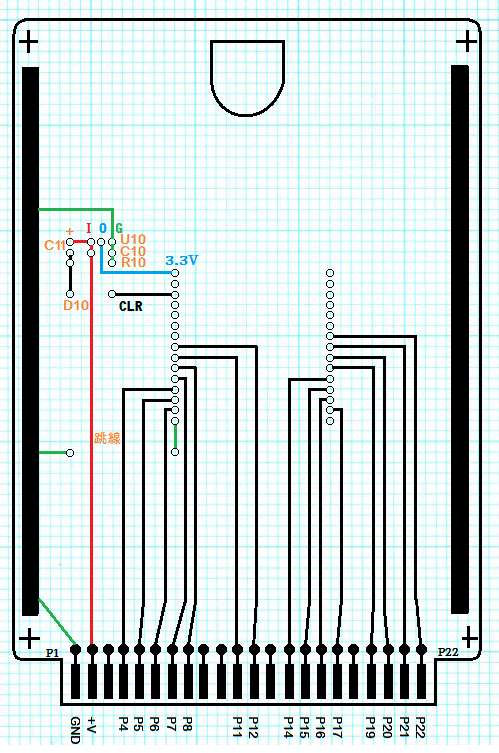 I O G
+
U10
C11
C10
R10
3.3V
D10
CLR
跳線
P1
P22
GND
+V
P4
P5
P6
P7
P8
P11
P12
P14
P15
P16
P17
P19
P20
P21
P22